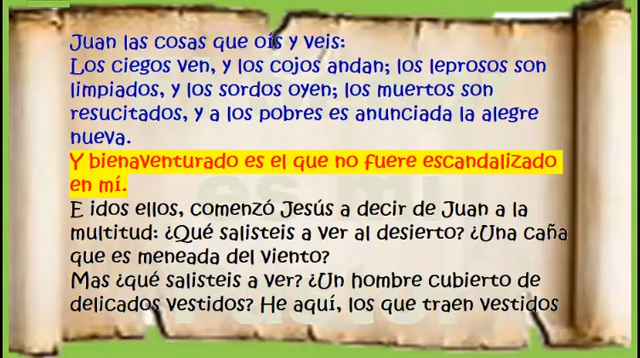 Juan las cosas que oís y veis:
Los ciegos ven, y los cojos andan; los leprosos son
limpiados, y los sordos oyen; los muertos son
resucitados, y a los pobres es anunciada la alegre
nueva.
Y bienaventurado es el que no fuere escandalizado
en mí.
E idos ellos, comenzó Jesús a decir de Juan a la
multitud: ¿Qué salisteis a ver al desierto? ¿Una caña
que es meneada del viento?
Mas ¿qué salisteis a ver? ¿Un hombre cubierto de
delicados vestidos? He aquí, los que traen vestidos